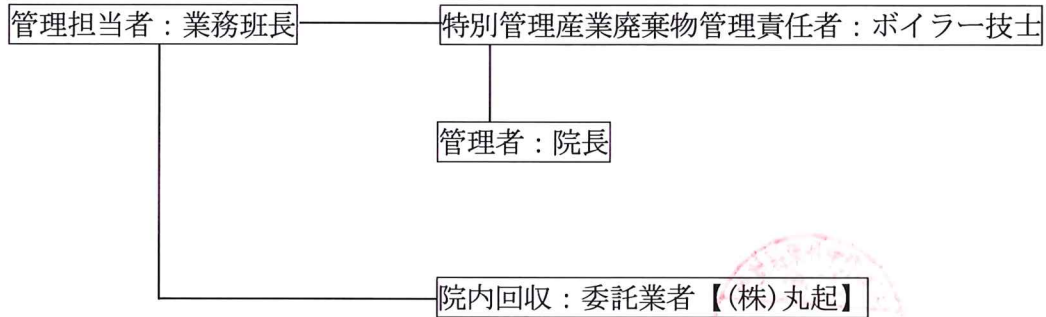 管理担当者：業務班長
特別管理産業廃棄物管理責任者：ボイラー技士
管理者：院長
院内回収：委託業者【(株)丸起】